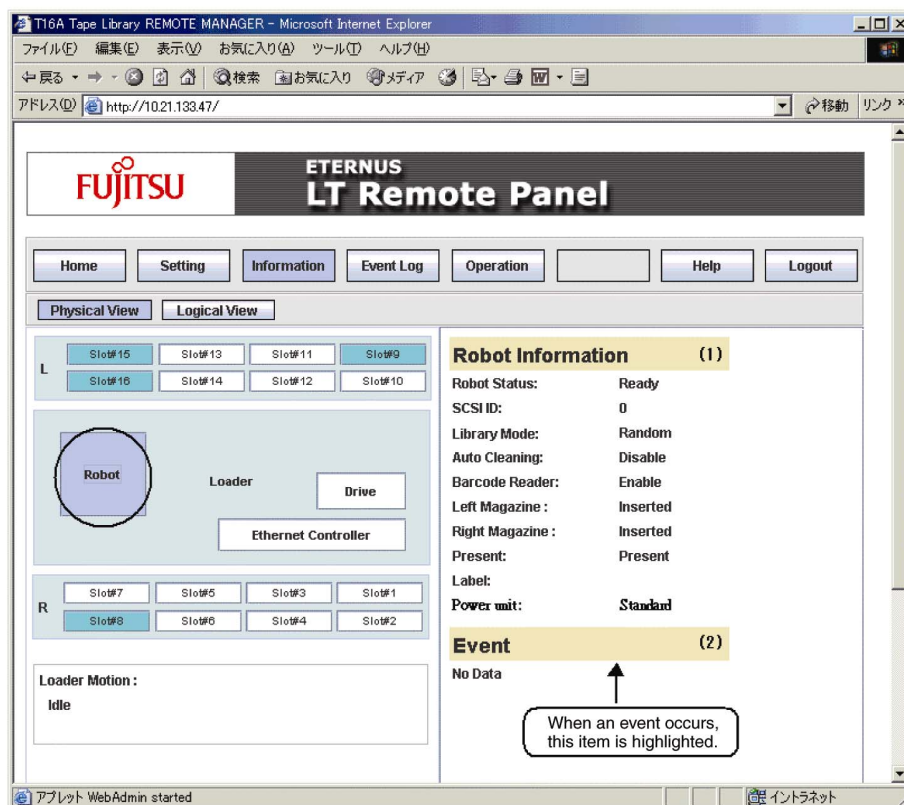 T16A Tape Library REMOTE MANAGER - Microsoft Internet Explorer
ファイル(F) 編集(E) 表示(V) お気に入り(A) ツール(T) ヘルプ(H)
戻る 検索 お気に入り メディア
アドレス(D) http://10.21.133.47/ 移動 リンク »
FUJITSU
ETERNUS
LT Remote Panel
Home Setting Information Event Log Operation Help Logout
Physical View Logical View
L
Slot#15 Slot#13 Slot#11 Slot#9
Slot#16 Slot#14 Slot#12 Slot#10
Robot
Loader
Drive
Ethernet Controller
R
Slot#7 Slot#5 Slot#3 Slot#1
Slot#8 Slot#6 Slot#4 Slot#2
Loader Motion :
Idle
Robot Information (1)
Robot Status: Ready
SCSI ID: 0
Library Mode: Random
Auto Cleaning: Disable
Barcode Reader: Enable
Left Magazine : Inserted
Right Magazine : Inserted
Present: Present
Label:
Power unit: Standard
Event (2)
No Data
When an event occurs,
this item is highlighted.
アプレット WebAdmin started
イントラネット